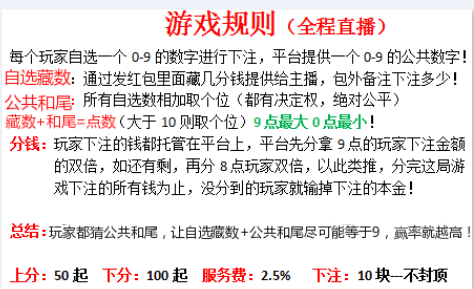 游戏规则（全程直播）
每个玩家自选一个 0-9 的数字进行下注，平台提供一个 0-9 的公共数字！
自选藏数：通过发红包里面藏几分钱提供给主播，包外备注下注多少！
公共和尾：所有自选数相加取个位（都有决定权，绝对公平）
藏数+和尾=点数（大于 10 则取个位）9 点最大 0 点最小！
分钱：玩家下注的钱都托管在平台上，平台先分拿 9 点的玩家下注金额
的双倍，如还有剩，再分 8 点玩家双倍，以此类推，分完这局游
戏下注的所有钱为止，没分到的玩家就输掉下注的本金！
总结：玩家都猜公共和尾，让自选藏数+公共和尾尽可能等于9，赢率就越高！
上分：50 起 下分：100 起 服务费：2.5% 下注：10 块---不封顶